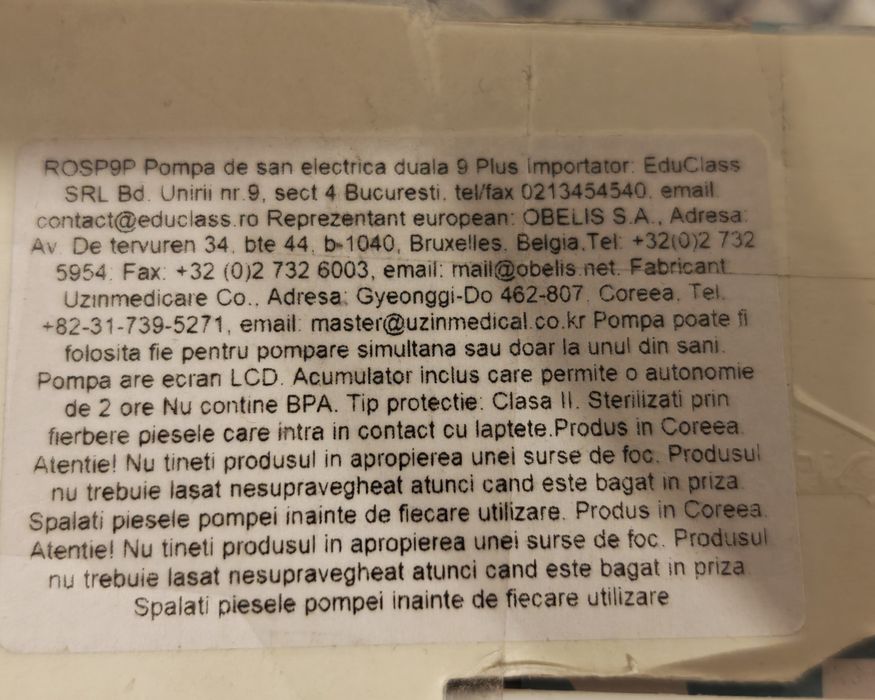 ROSP9P Pompa de san electrica duala 9 Plus Importator: EduClass
SRL Bd. Unirii nr.9, sect 4 Bucuresti, tel/fax 0213454540, email
contact@educlass.ro Reprezentant european: OBELIS S.A., Adresa:
Av. De tervuren 34, bte 44, b-1040, Bruxelles, Belgia,Tel: +32(0)2 732
5954. Fax: +32 (0)2 732 6003, email: mail@obelis.net. Fabricant
Uzinmedicare Co., Adresa: Gyeonggi-Do 462-807, Coreea, Tel.
+82-31-739-5271, email: master@uzinmedical.co.kr Pompa poate fi
folosita fie pentru pompare simultana sau doar la unul din sani.
Pompa are ecran LCD. Acumulator inclus care permite o autonomie
de 2 ore Nu contine BPA. Tip protectie: Clasa II. Sterilizati prin
fierbere piesele care intra in contact cu laptete.Produs in Coreea.
Atentie! Nu tineti produsul in apropierea unei surse de foc. Produsul
nu trebuie lasat nesupravegheat atunci cand este bagat in priza.
Spalati piesele pompei inainte de fiecare utilizare. Produs in Coreea.
Atentie! Nu tineti produsul in apropierea unei surse de foc. Produsul
nu trebuie lasat nesupravegheat atunci cand este bagat in priza.
Spalati piesele pompei inainte de fiecare utilizare